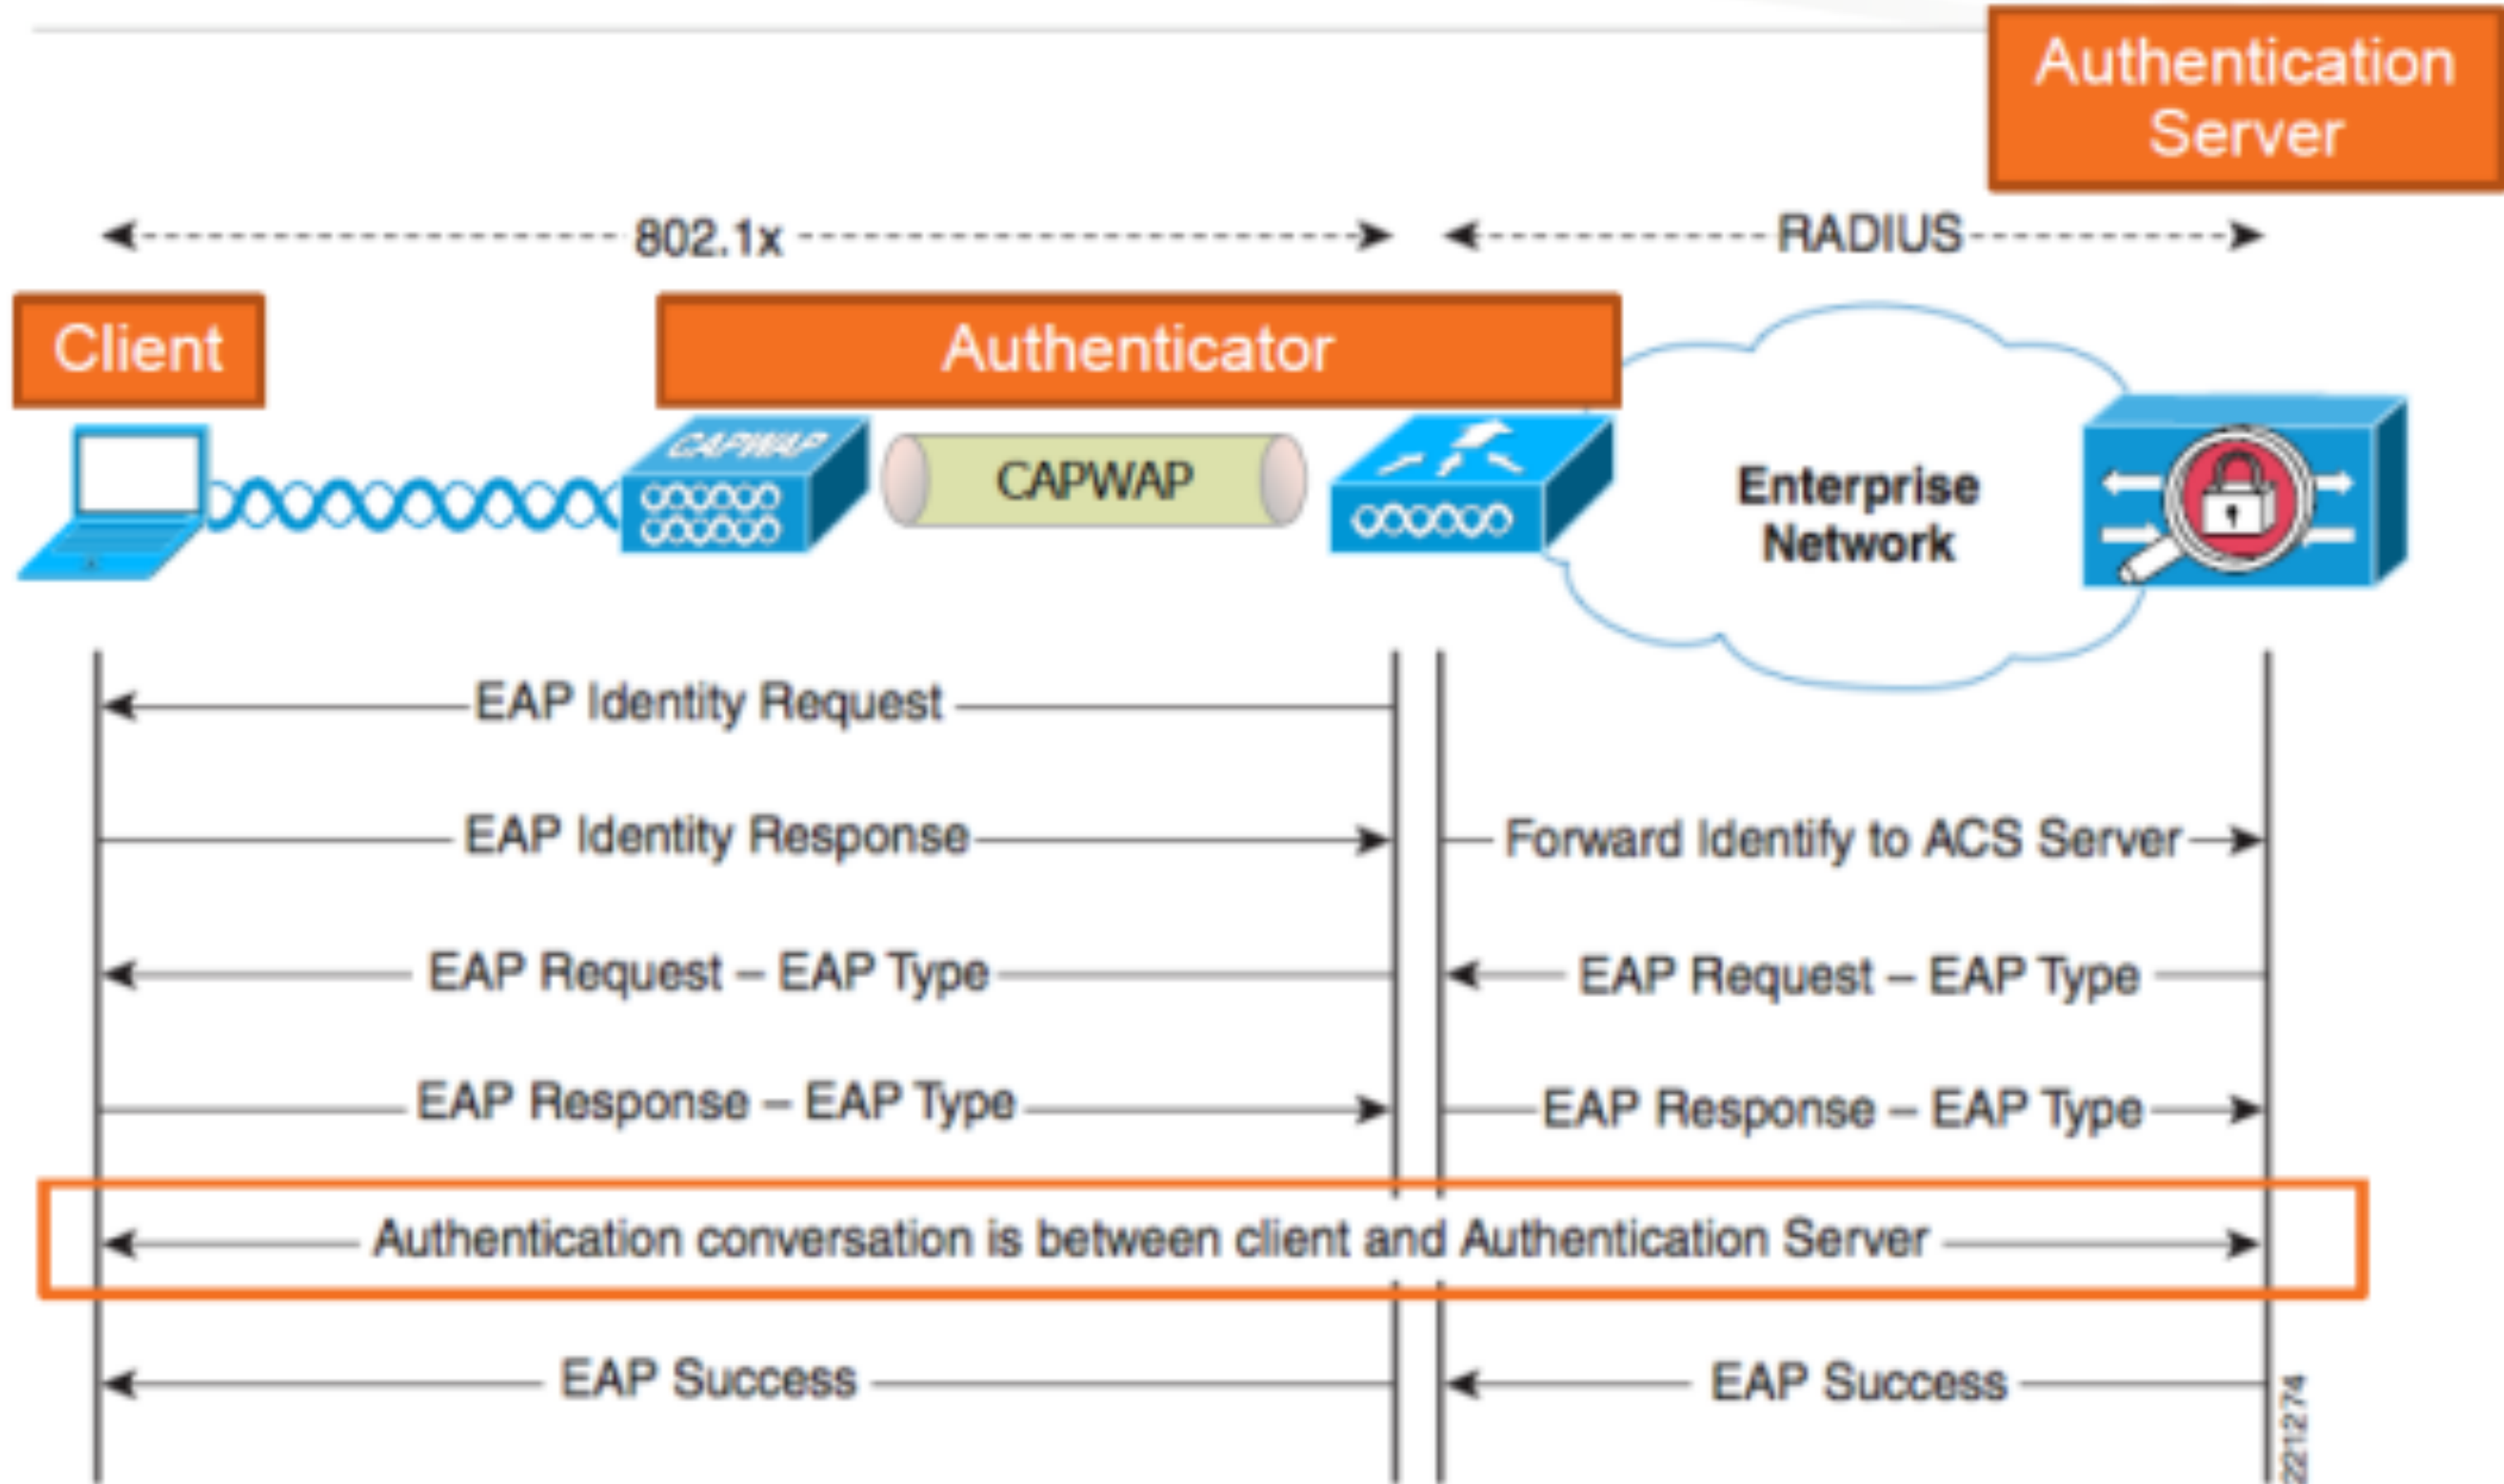 Authentication
Server
802.1x
RADIUS
Client
Authenticator
CAPWAP
CAPWAP
Enterprise
Network
EAP Identity Request
EAP Identity Response
Forward Identify to ACS Server
EAP Request – EAP Type
EAP Request – EAP Type
EAP Response – EAP Type
EAP Response – EAP Type
Authentication conversation is between client and Authentication Server
EAP Success
EAP Success
221274